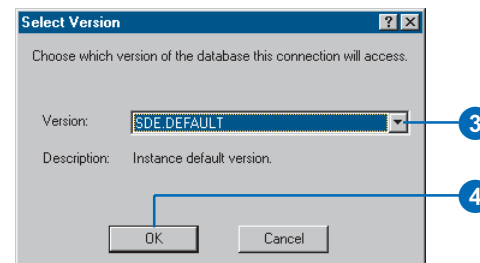 Select Version
Choose which version of the database this connection will access.
Version: SDE.DEFAULT
3
Description: Instance default version.
4
OK Cancel